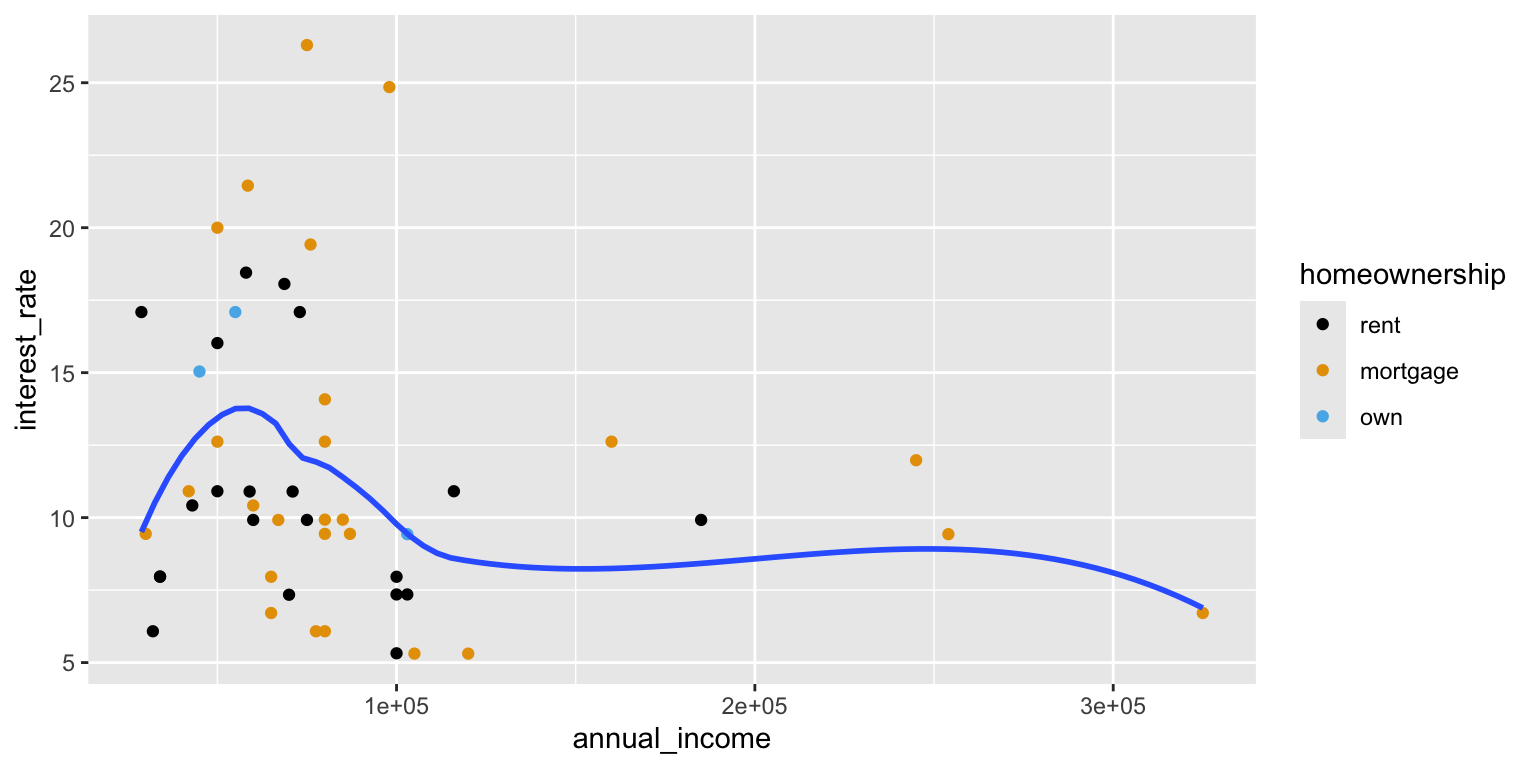 25
20
15
10
5
interest_rate
1e+05
2e+05
3e+05
annual_income
homeownership
rent
mortgage
own